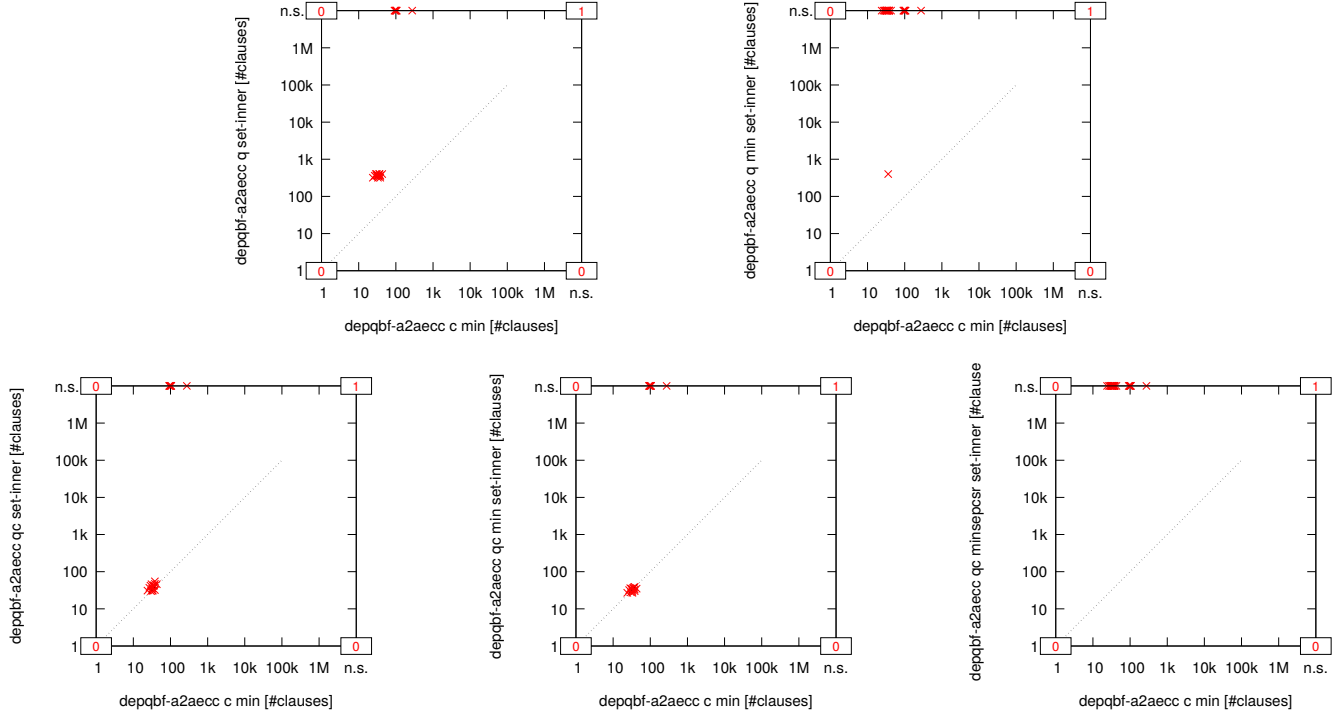 depqbf-a2aecc q set-inner [#clauses]
n.s.
1M
100k
10k
1k
100
10
1
0
1
0
0
1 10 100 1k 10k 100k 1M n.s.
depqbf-a2aecc c min [#clauses]
depqbf-a2aecc q min set-inner [#clauses]
n.s.
1M
100k
10k
1k
100
10
1
0
1
0
0
1 10 100 1k 10k 100k 1M n.s.
depqbf-a2aecc c min [#clauses]
depqbf-a2aecc qc set-inner [#clauses]
n.s.
1M
100k
10k
1k
100
10
1
0
1
0
0
1 10 100 1k 10k 100k 1M n.s.
depqbf-a2aecc c min [#clauses]
depqbf-a2aecc qc min set-inner [#clauses]
n.s.
1M
100k
10k
1k
100
10
1
0
1
0
0
1 10 100 1k 10k 100k 1M n.s.
depqbf-a2aecc c min [#clauses]
depqbf-a2aecc qc minsepcsr set-inner [#clause
n.s.
1M
100k
10k
1k
100
10
1
0
1
0
0
1 10 100 1k 10k 100k 1M n.s.
depqbf-a2aecc c min [#clauses]